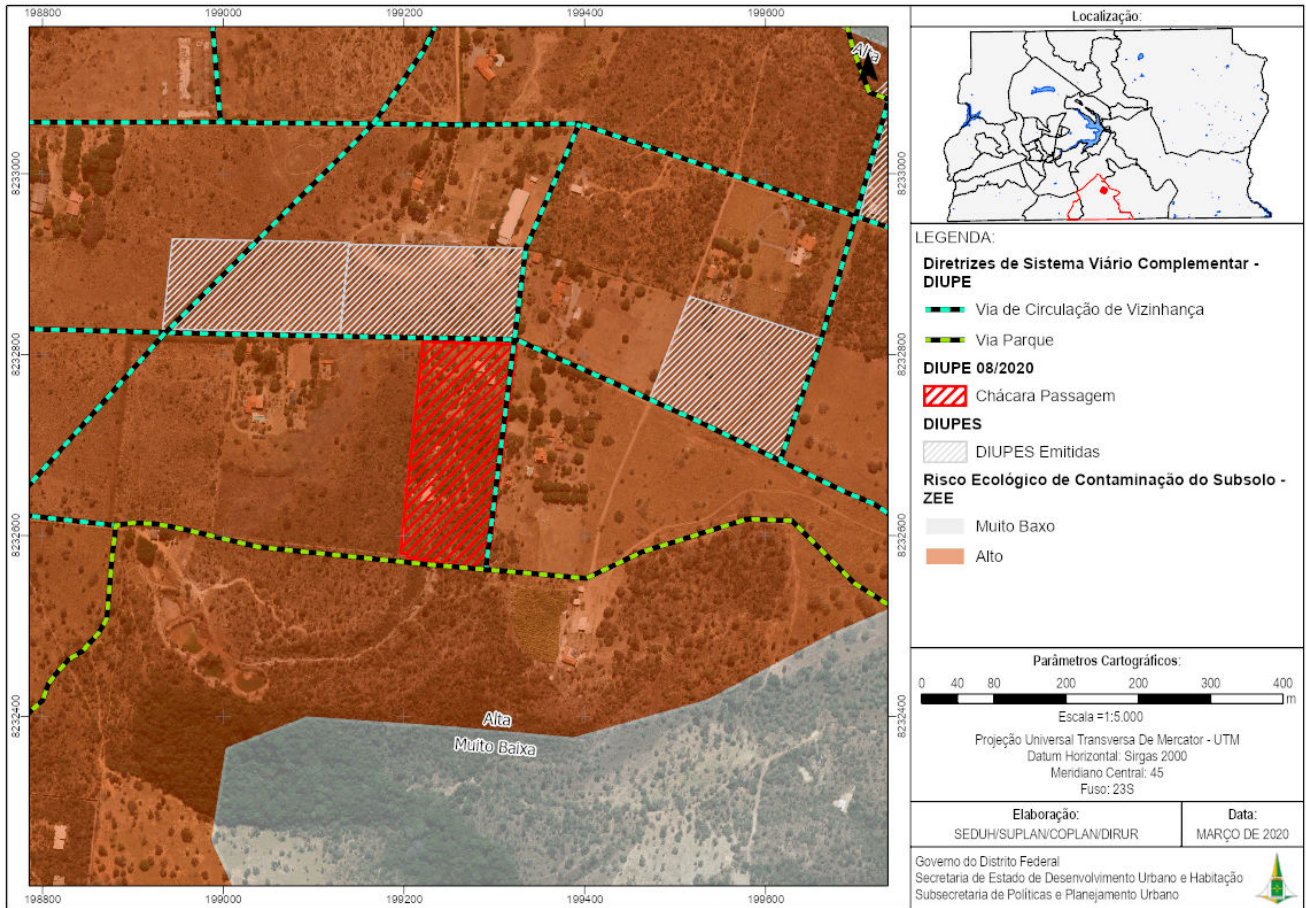 198800 199000 199200 199400 199600
8233000
8232800
8232600
8232400
8233000
8232800
8232600
8232400
Alta
Alta
Muito Baixa
198800 199000 199200 199400 199600
Localização:
LEGENDA:
Diretrizes de Sistema Viário Complementar -
DIUPE
Via de Circulação de Vizinhança
Via Parque
DIUPE 08/2020
Chácara Passagem
DIUPES
DIUPES Emitidas
Risco Ecológico de Contaminação do Subsolo -
ZEE
Muito Baxo
Alto
Parâmetros Cartográficos:
0 40 80 200 200 300 400
m
Escala =1:5.000
Projeção Universal Transversa De Mercator - UTM
Datum Horizontal: Sirgas 2000
Meridiano Central: 45
Fuso: 23S
Elaboração:
SEDUH/SUPLAN/COPLAN/DIRUR
Data:
MARÇO DE 2020
Governo do Distrito Federal
Secretaria de Estado de Desenvolvimento Urbano e Habitação
Subsecretaria de Políticas e Planejamento Urbano